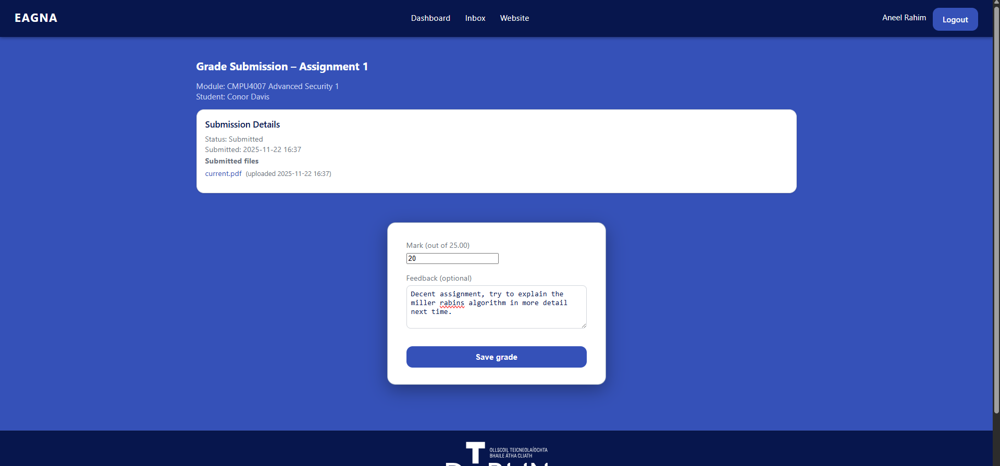 EAGNA
Dashboard Inbox Website
Aneel Rahim
Logout
Grade Submission – Assignment 1
Module: CMPU4007 Advanced Security 1
Student: Conor Davis
Submission Details
Status: Submitted
Submitted: 2025-11-22 16:37
Submitted files
current.pdf (uploaded 2025-11-22 16:37)
Mark (out of 25.00)
20
Feedback (optional)
Decent assignment, try to explain the
miller rabins algorithm in more detail
next time.
Save grade
OLLSCOIL TEICNEOLAÍOCHTA
BHAILE ÁTHA CLIATH